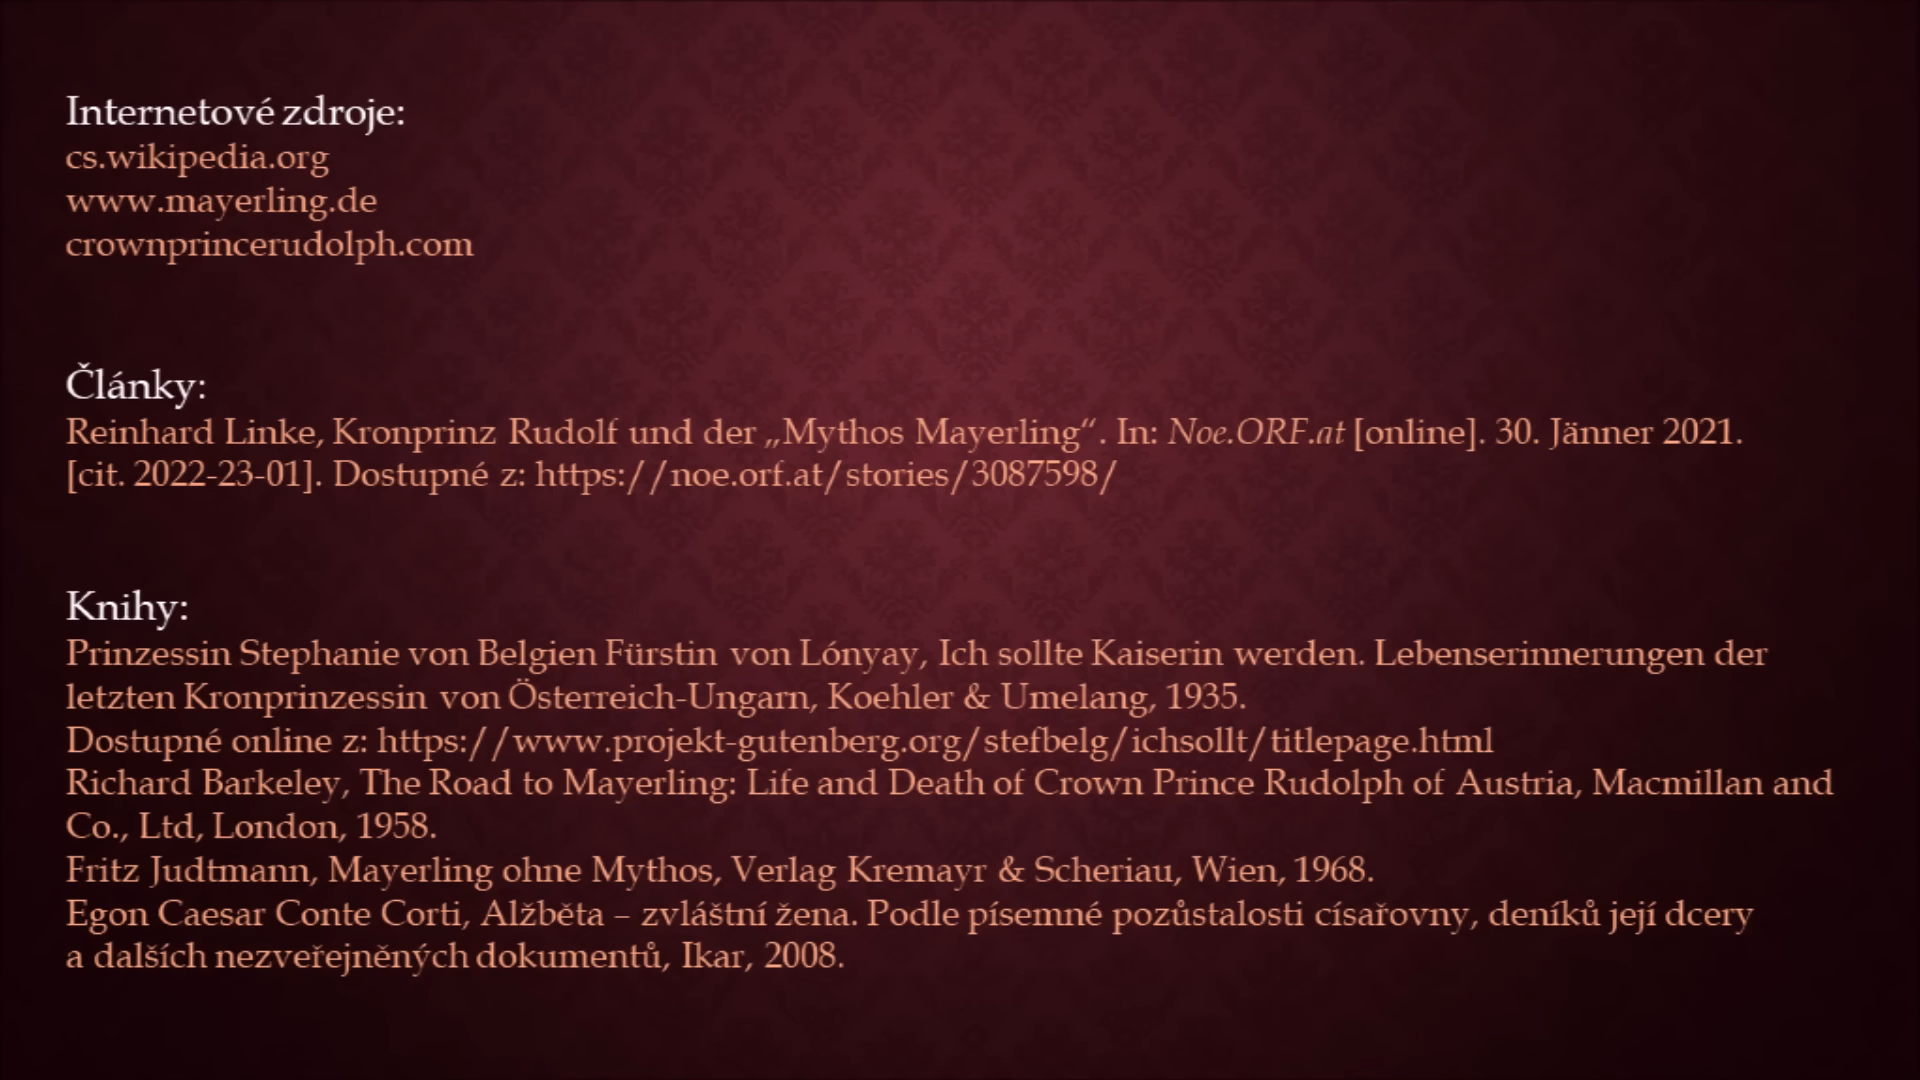 Internetové zdroje:
cs.wikipedia.org
www.mayerling.de
crownprincerudolph.com
Články:
Reinhard Linke, Kronprinz Rudolf und der „Mythos Mayerling“. In: Noe.ORF.at [online]. 30. Jänner 2021.
[cit. 2022-23-01]. Dostupné z: https://noe.orf.at/stories/3087598/
Knihy:
Prinzessin Stephanie von Belgien Fürstin von Lónyay, Ich sollte Kaiserin werden. Lebenserinnerungen der
letzten Kronprinzessin von Österreich-Ungarn, Koehler & Umelang, 1935.
Dostupné online z: https://www.projekt-gutenberg.org/stefbelg/ichsollt/titlepage.html
Richard Barkeley, The Road to Mayerling: Life and Death of Crown Prince Rudolph of Austria, Macmillan and
Co., Ltd, London, 1958.
Fritz Judtmann, Mayerling ohne Mythos, Verlag Kremayr & Scheriau, Wien, 1968.
Egon Caesar Conte Corti, Alžběta – zvláštní žena. Podle písemné pozůstalosti císařovny, deníků její dcery
a dalších nezveřejněných dokumentů, Ikar, 2008.